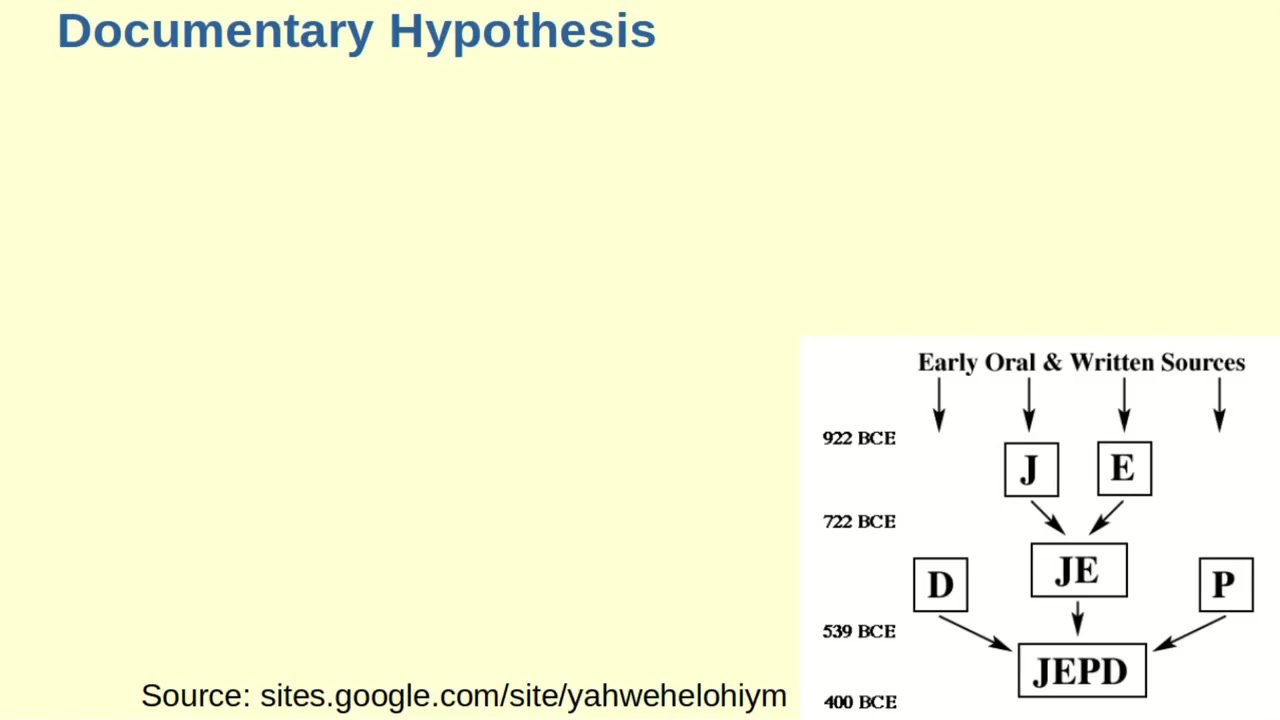 Documentary Hypothesis
Early Oral & Written Sources
922 BCE
J E
722 BCE
JE
D P
539 BCE
JEPD
Source: sites.google.com/site/yahwehelohiym
400 BCE